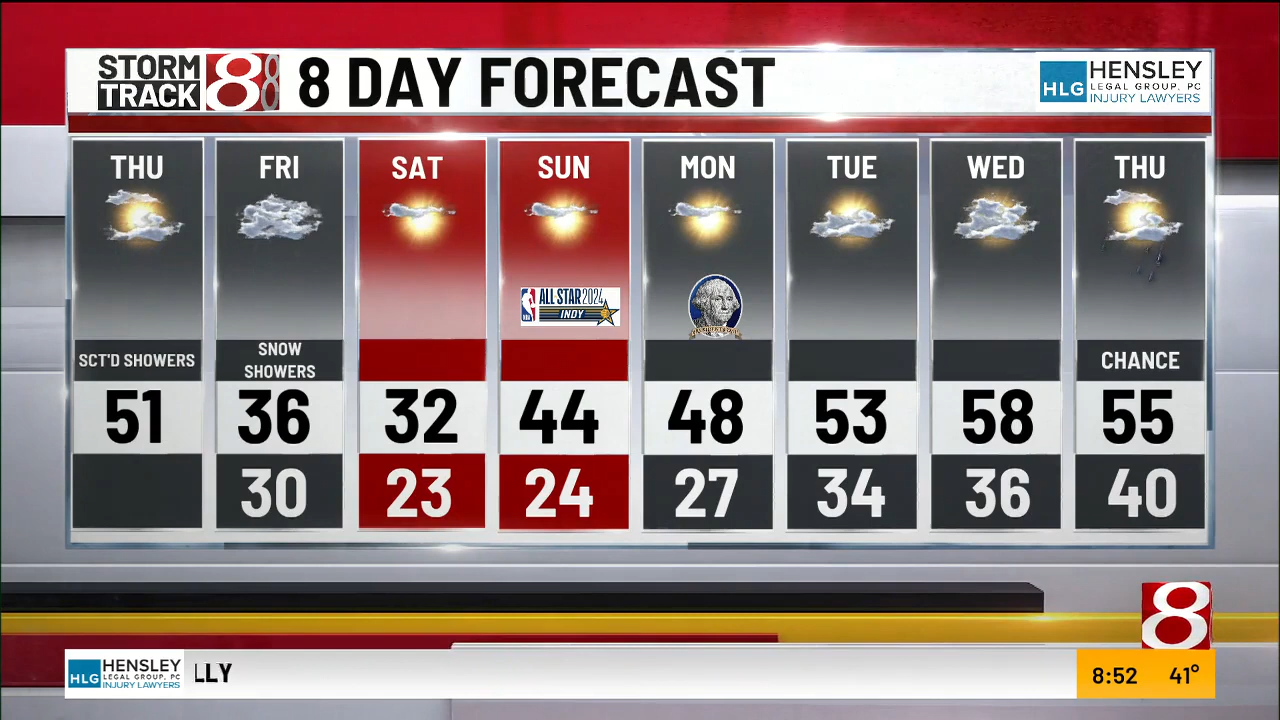 STORM
TRACK
8
8 DAY FORECAST
HLG
HENSLEY
LEGAL GROUP, PC
INJURY LAWYERS
THU FRI SAT SUN MON TUE WED THU
NBA
ALL STAR 2024
INDY
SCT'D SHOWERS
SNOW
SHOWERS
CHANCE
51 36 32 44 48 53 58 55
30 23 24 27 34 36 40
8
HLG
HENSLEY
LEGAL GROUP, PC
INJURY LAWYERS
LLY
8:52 41°